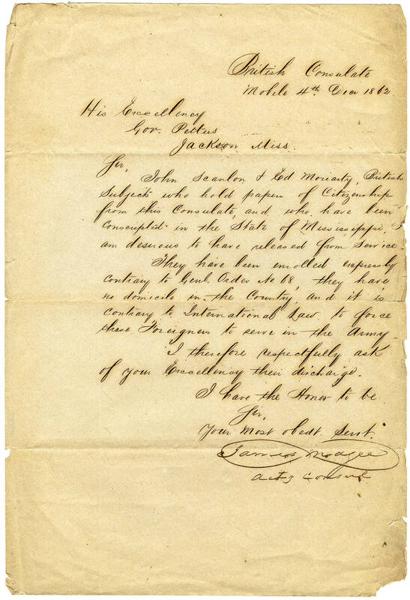 British Consulate
Mobile 4th Decr 1862
His Excellency
Gov. Pettus
Jackson Miss.
Sir,
John Scanlon & Ed Moriarty, British
Subjects who hold papers of Citizenship
from this Consulate, and who have been
Conscripted in the State of Mississippi, I
am desirous to have released from Service.
They have been enrolled expressly
contrary to Genl. Order No 68, they have
no domicile in the Country, and it is
contrary to International Law, to force
these Foreigners to serve in the Army.
I therefore respectfully ask
of your Excellency their discharge.
I have the Honor to be
Sir,
Your most obedt Servt.
James Magee
Actg Consul